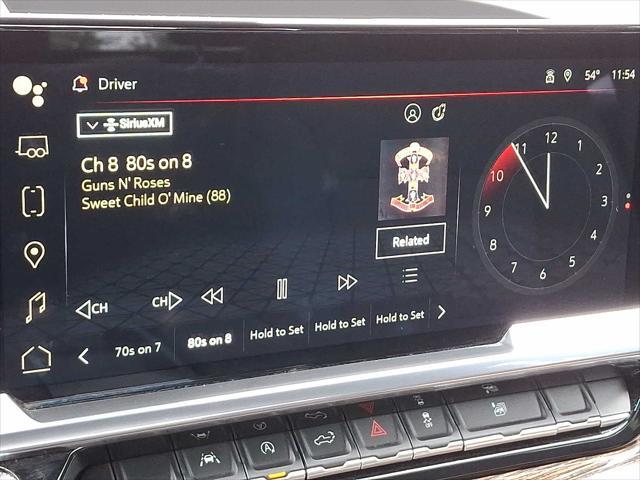 Driver
54° 11:54
SiriusXM
Ch 8 80s on 8
Guns N' Roses
Sweet Child O' Mine (88)
Related
CH CH
70s on 7 80s on 8 Hold to Set Hold to Set Hold to Set
12
1
2
3
4
5
6
7
8
9
10
11
A